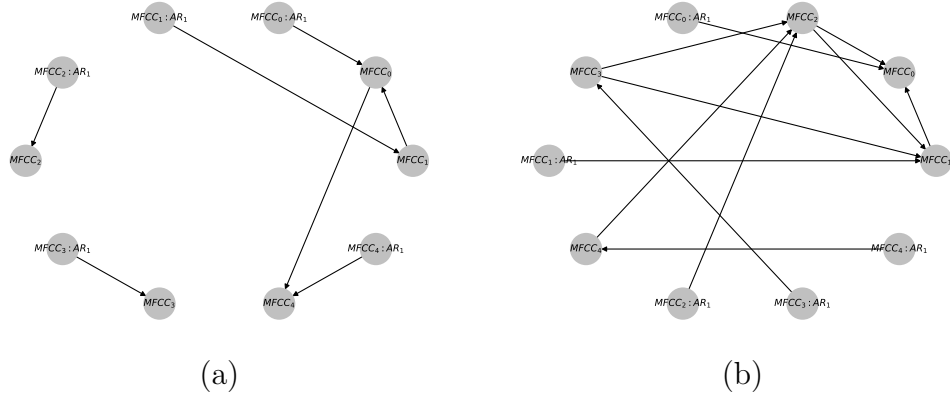 MFCC₁ : AR₁
MFCC₀ : AR₁
MFCC₂ : AR₁
MFCC₀
MFCC₂
MFCC₁
MFCC₃ : AR₁
MFCC₄ : AR₁
MFCC₃
MFCC₄
(a)
MFCC₀ : AR₁
MFCC₂
MFCC₃
MFCC₀
MFCC₁ : AR₁
MFCC₁
MFCC₄
MFCC₄ : AR₁
MFCC₂ : AR₁
MFCC₃ : AR₁
(b)